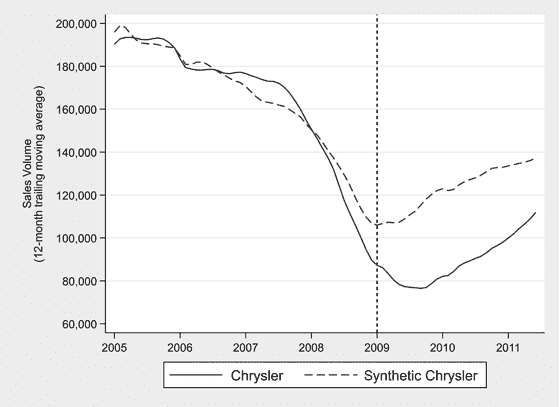 Sales Volume
(12-month trailing moving average)
200,000
180,000
160,000
140,000
120,000
100,000
80,000
60,000
2005 2006 2007 2008 2009 2010 2011
Chrysler Synthetic Chrysler